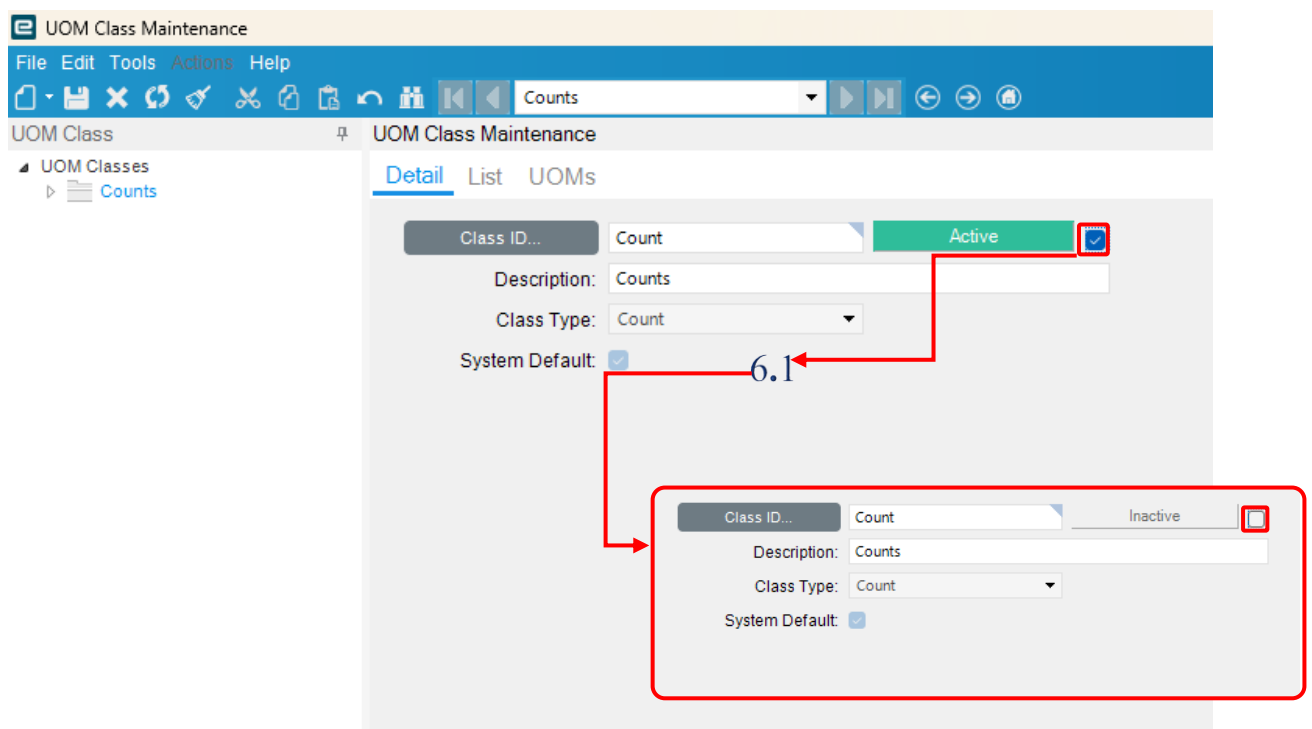 UOM Class Maintenance
File Edit Tools Actions Help
Counts
UOM Class
UOM Class Maintenance
UOM Classes
Counts
Detail List UOMs
Class ID... Count Active
Description: Counts
Class Type: Count
System Default:
6.1
Class ID... Count Inactive
Description: Counts
Class Type: Count
System Default: